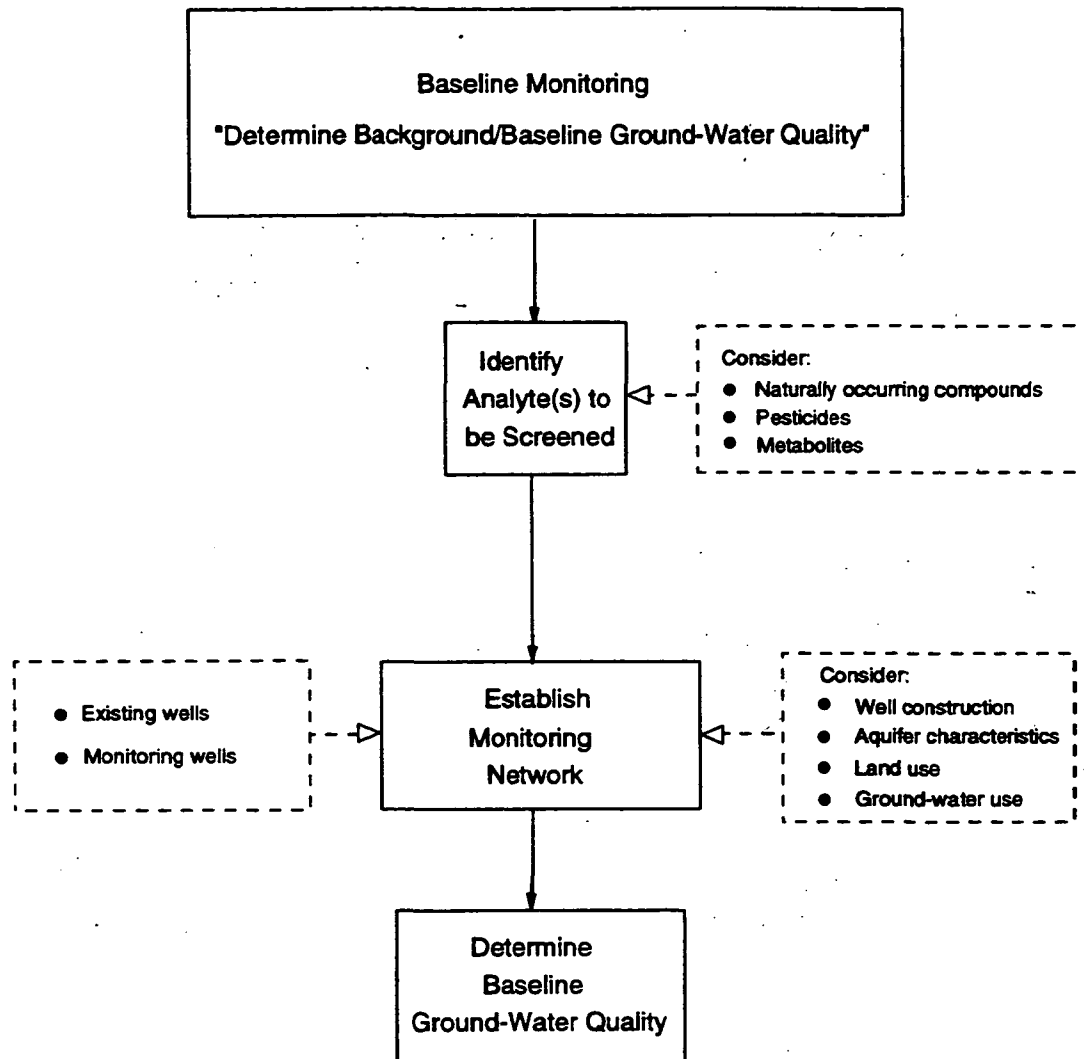 Baseline Monitoring
"Determine Background/Baseline Ground-Water Quality"
Identify
Analyte(s) to
be Screened
Consider:
● Naturally occurring compounds
● Pesticides
● Metabolites
● Existing wells
● Monitoring wells
Establish
Monitoring
Network
Consider:
● Well construction
● Aquifer characteristics
● Land use
● Ground-water use
Determine
Baseline
Ground-Water Quality